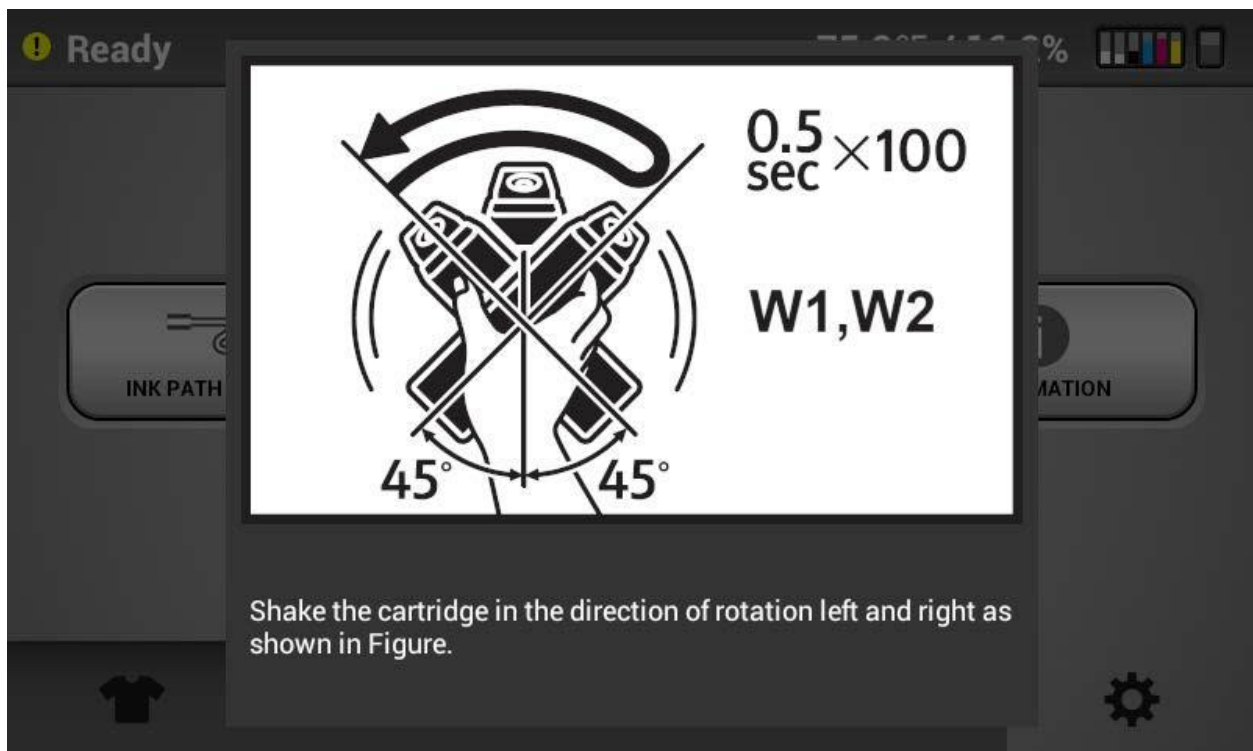 Ready
%
0.5
sec ×100
W1,W2
INK PATH
45° 45°
Shake the cartridge in the direction of rotation left and right as
shown in Figure.